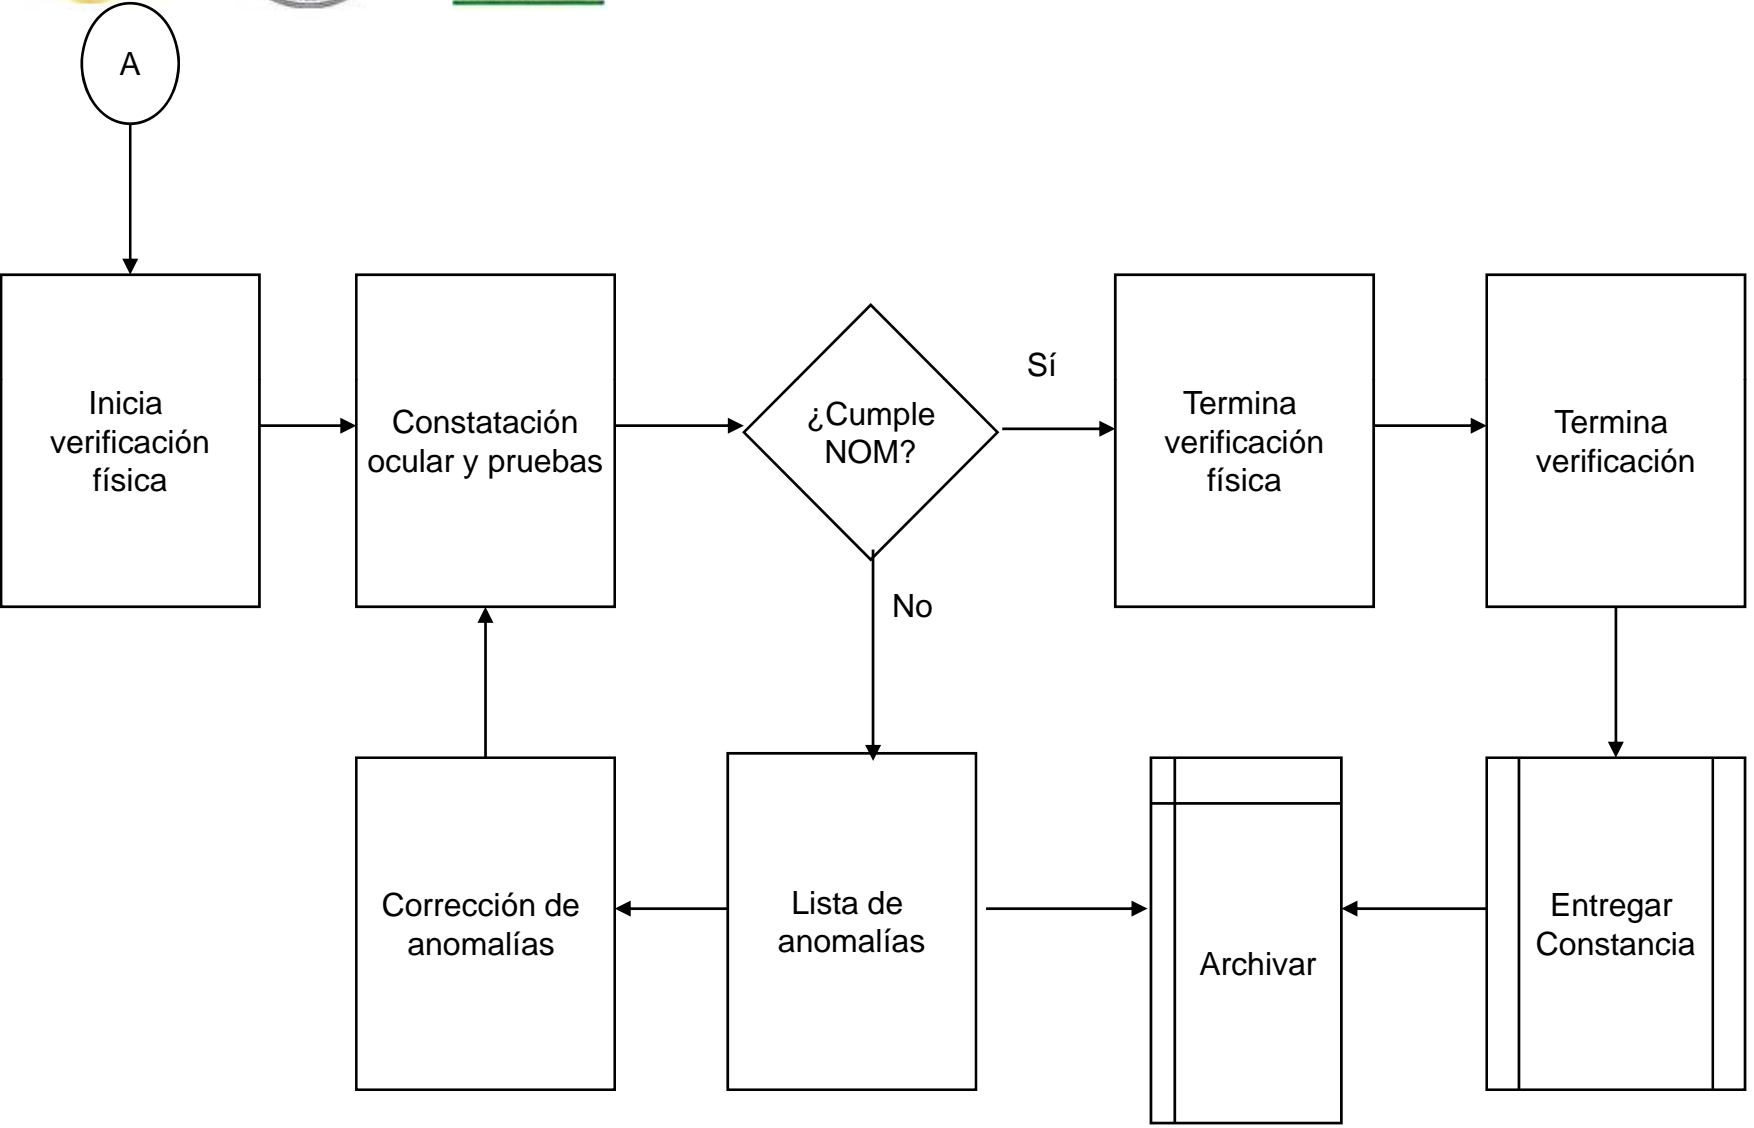 A
Inicia
verificación
física
Constatación
ocular y pruebas
¿Cumple
NOM?
Sí
Termina
verificación
física
Termina
verificación
No
Corrección de
anomalías
Lista de
anomalías
Archivar
Entregar
Constancia